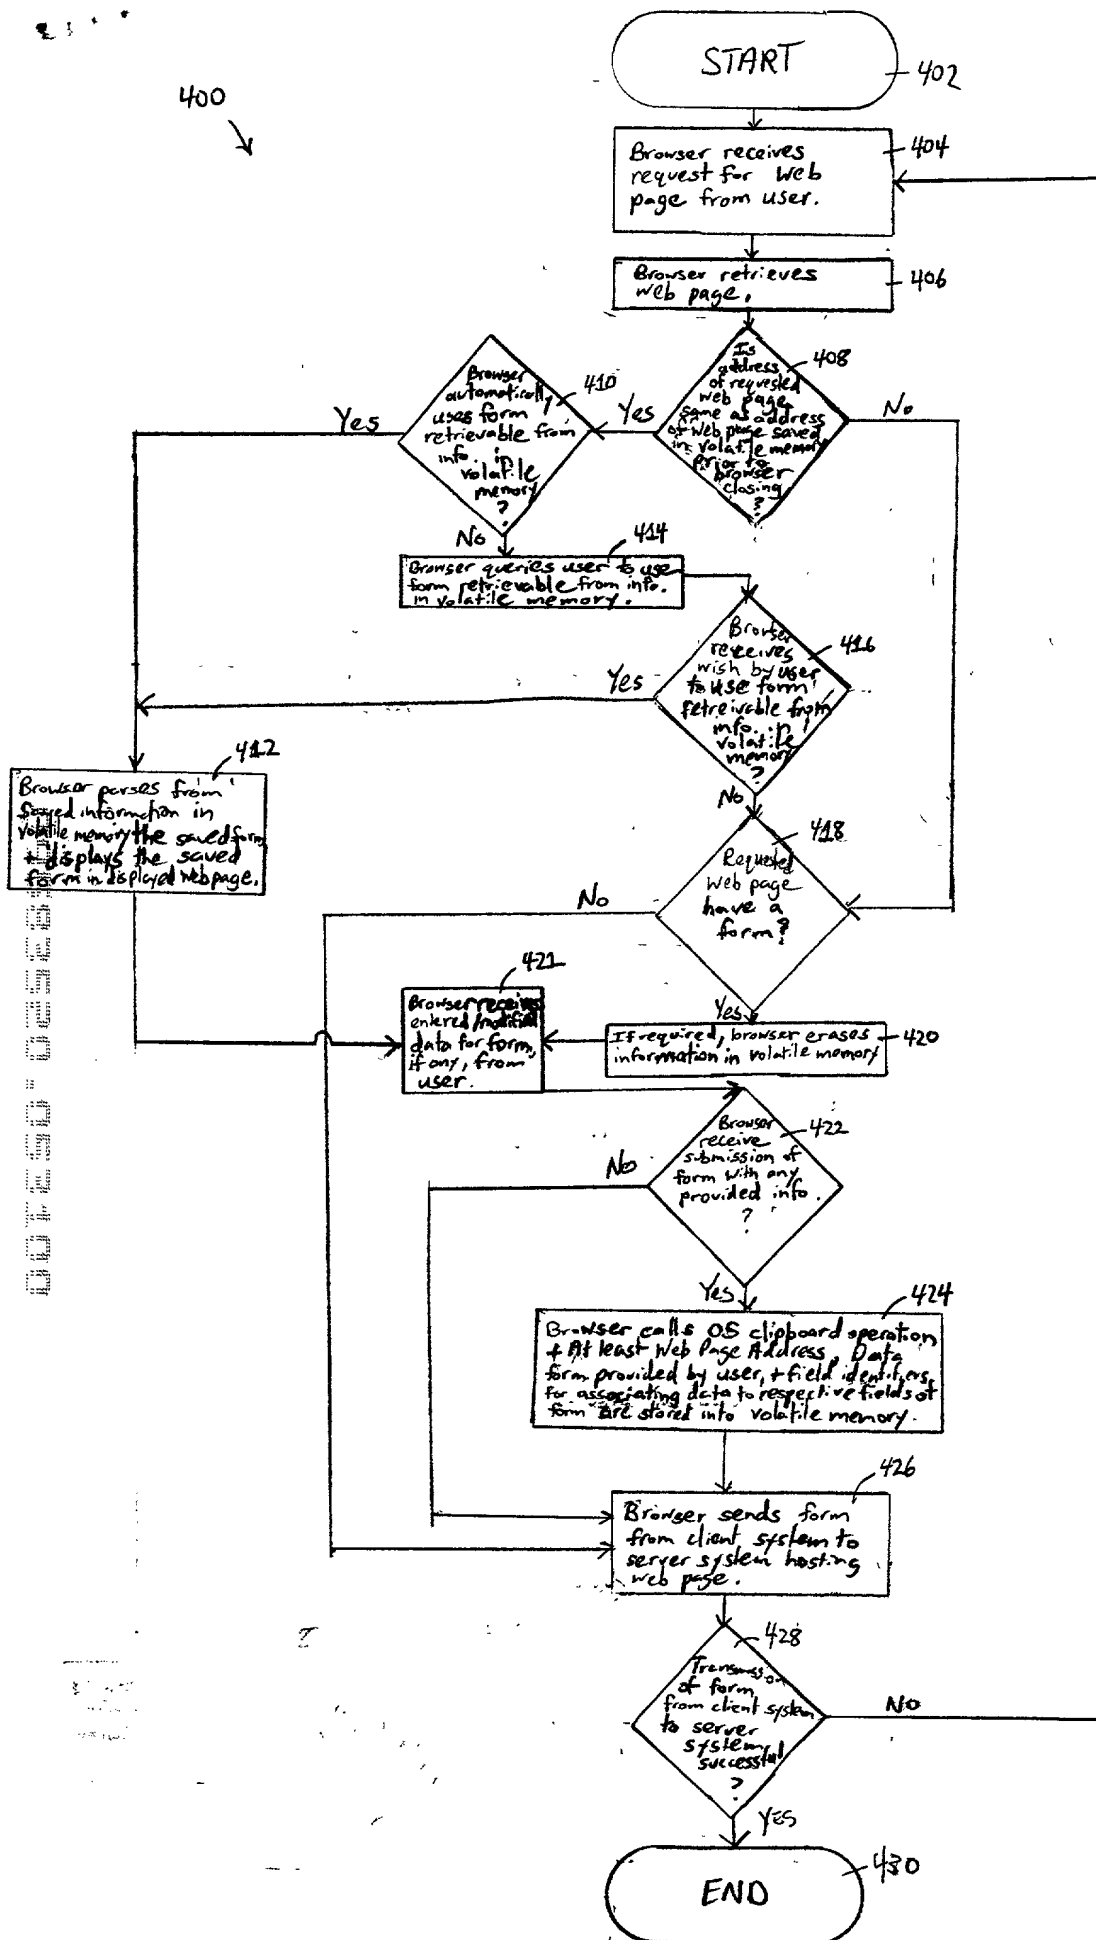 START
402
400
404
Browser receives
request for Web
page from user.
406
Browser retrieves
Web page.
408
Is
address
of requested
web page
same as address
of Web page saved
in volatile memory
prior to
browser
closing
?
Yes
No
410
Browser
automatically
uses form
retrievable from
info. in
volatile
memory
?
Yes
No
414
Browser queries user to use
form retrievable from info.
in volatile memory.
416
Browser
receives
wish by user
to use form
retreivable from
info. in
volatile
memory
?
Yes
No
412
Browser parses from
saved information in
volatile memory the saved form
+ displays the saved
form in displayed Web page.
418
Requested
Web page
have a
form?
No
Yes
421
Browser receives
entered/modified
data for form,
if any, from
user.
420
If required, browser erases
information in volatile memory
422
Browser
receive
submission of
form with any
provided info.
?
No
Yes
424
Browser calls OS clipboard operation
+ At least Web Page Address, Data
form provided by user, + field identifiers
for associating data to respective fields of
form are stored into volatile memory.
426
Browser sends form
from client system to
server system hosting
web page.
428
Transmission
of form
from client system
to server
system
successful
?
NO
YES
430
END